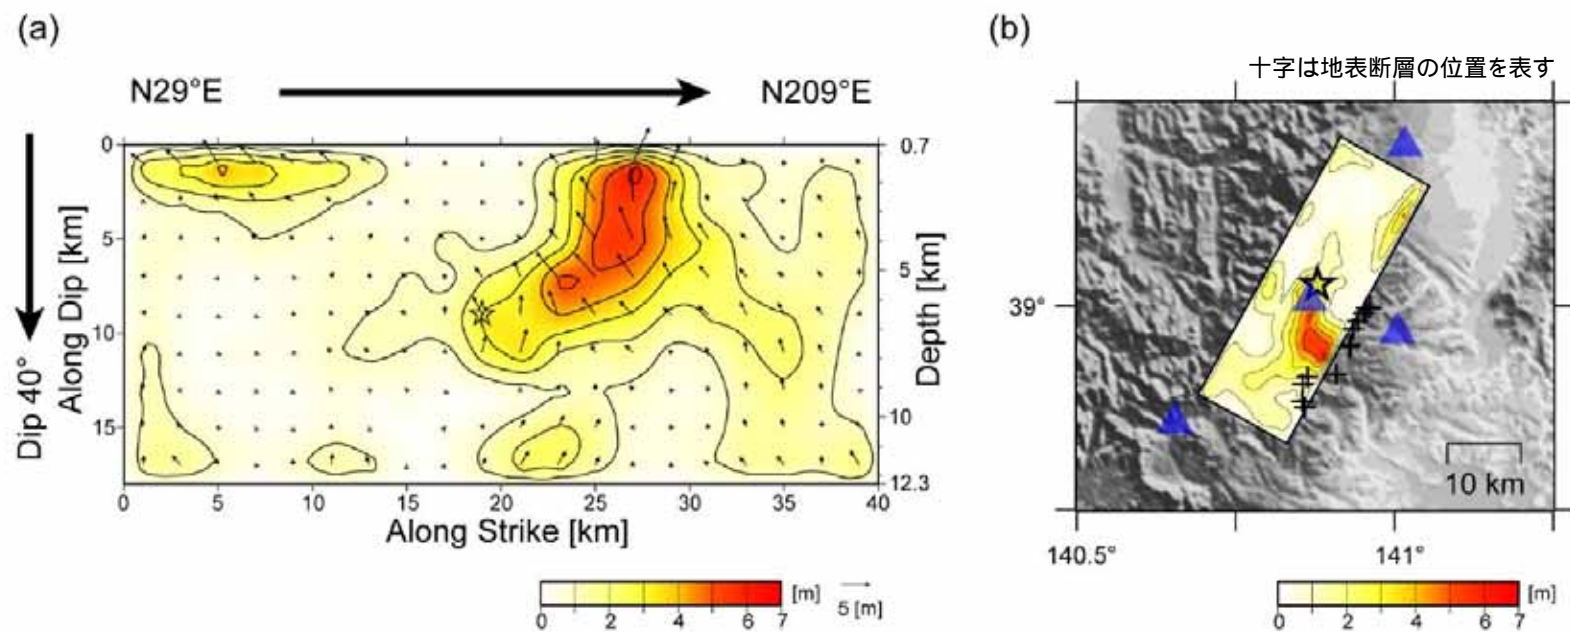 (a)
N29°E
N209°E
0
5
10
15
Along Dip [km]
Dip 40°
0.7
5
10
12.3
Depth [km]
0 5 10 15 20 25 30 35 40
Along Strike [km]
0 2 4 6 7
[m]
5 [m]
(b)
十字は地表断層の位置を表す
39°
10 km
140.5° 141°
0 2 4 6 7
[m]